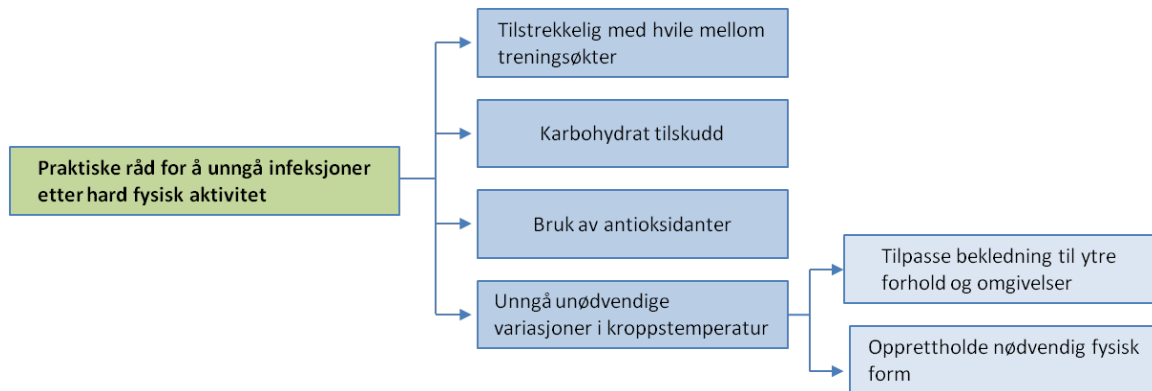 Tilstrekkelig med hvile mellom
treningsøkter
Karbohydrat tilskudd
Praktiske råd for å unngå infeksjoner
etter hard fysisk aktivitet
Bruk av antioksidanter
Unngå unødvendige
variasjoner i kroppstemperatur
Tilpasse bekledning til ytre
forhold og omgivelser
Opprettholde nødvendig fysisk
form